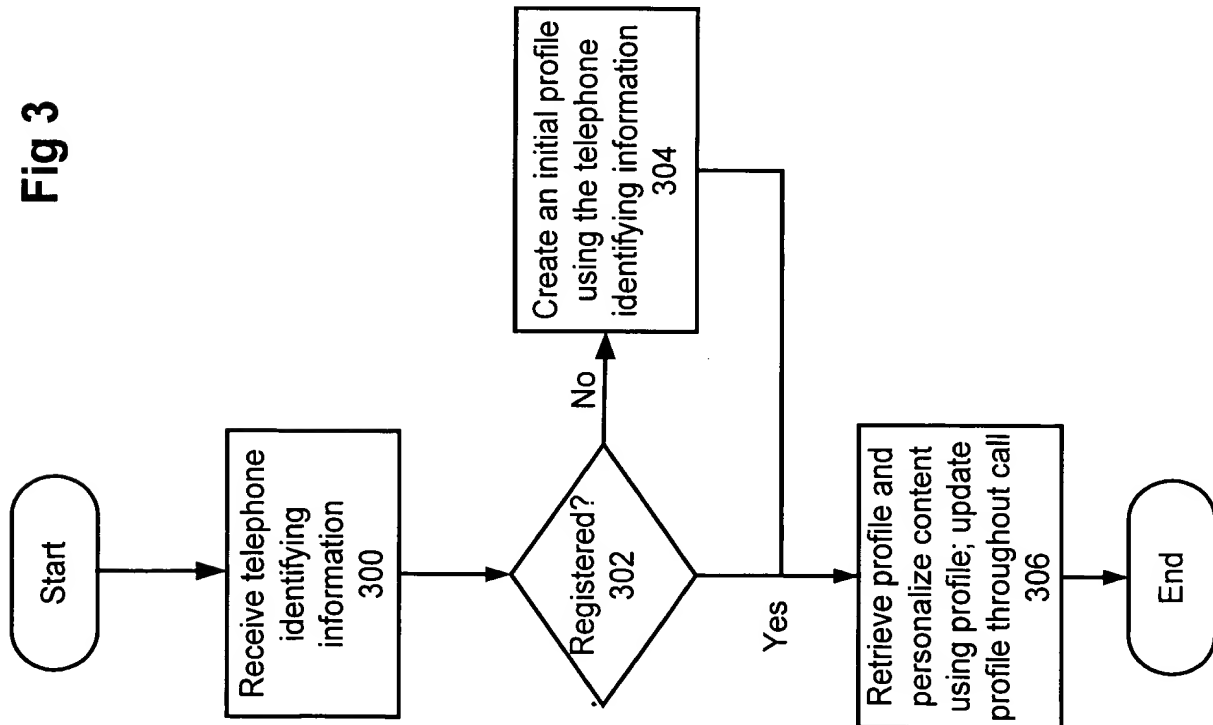 Fig 3
Start
Receive telephone
identifying
information
300
Registered?
302
No
Create an initial profile
using the telephone
identifying information
304
Yes
Retrieve profile and
personalize content
using profile; update
profile throughout call
306
End